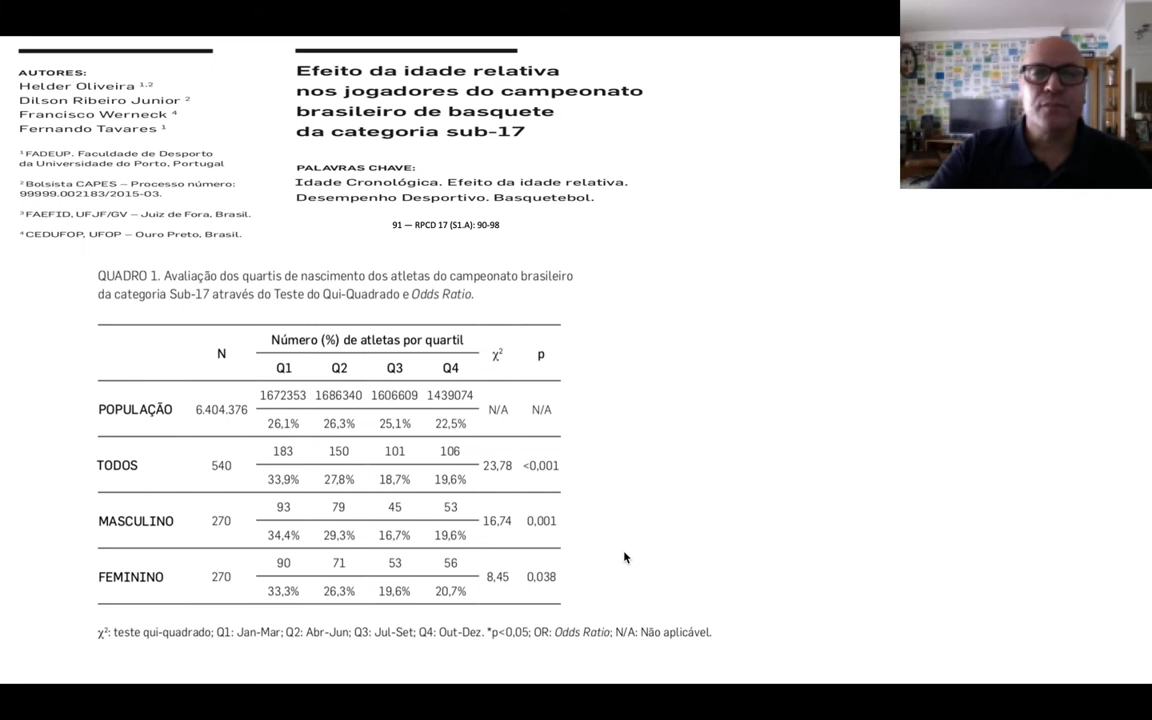 AUTORES:
Helder Oliveira ¹,²
Dilson Ribeiro Junior ²
Francisco Werneck ⁴
Fernando Tavares ¹
¹ FADEUP. Faculdade de Desporto
da Universidade do Porto, Portugal
² Bolsista CAPES – Processo número:
99999.002183/2015-03.
³ FAEFID, UFJF/GV – Juiz de Fora, Brasil.
⁴ CEDUFOP, UFOP – Ouro Preto, Brasil.
Efeito da idade relativa
nos jogadores do campeonato
brasileiro de basquete
da categoria sub-17
PALAVRAS CHAVE:
Idade Cronológica. Efeito da idade relativa.
Desempenho Desportivo. Basquetebol.
91 — RPCD 17 (S1.A): 90-98
QUADRO 1. Avaliação dos quartis de nascimento dos atletas do campeonato brasileiro
da categoria Sub-17 através do Teste do Qui-Quadrado e Odds Ratio.
N Número (%) de atletas por quartil χ² p
Q1 Q2 Q3 Q4
POPULAÇÃO 6.404.376 1672353 1686340 1606609 1439074 N/A N/A
26,1% 26,3% 25,1% 22,5%
TODOS 540 183 150 101 106 23,78 <0,001
33,9% 27,8% 18,7% 19,6%
MASCULINO 270 93 79 45 53 16,74 0,001
34,4% 29,3% 16,7% 19,6%
FEMININO 270 90 71 53 56 8,45 0,038
33,3% 26,3% 19,6% 20,7%
χ²: teste qui-quadrado; Q1: Jan-Mar; Q2: Abr-Jun; Q3: Jul-Set; Q4: Out-Dez. *p<0,05; OR: Odds Ratio; N/A: Não aplicável.